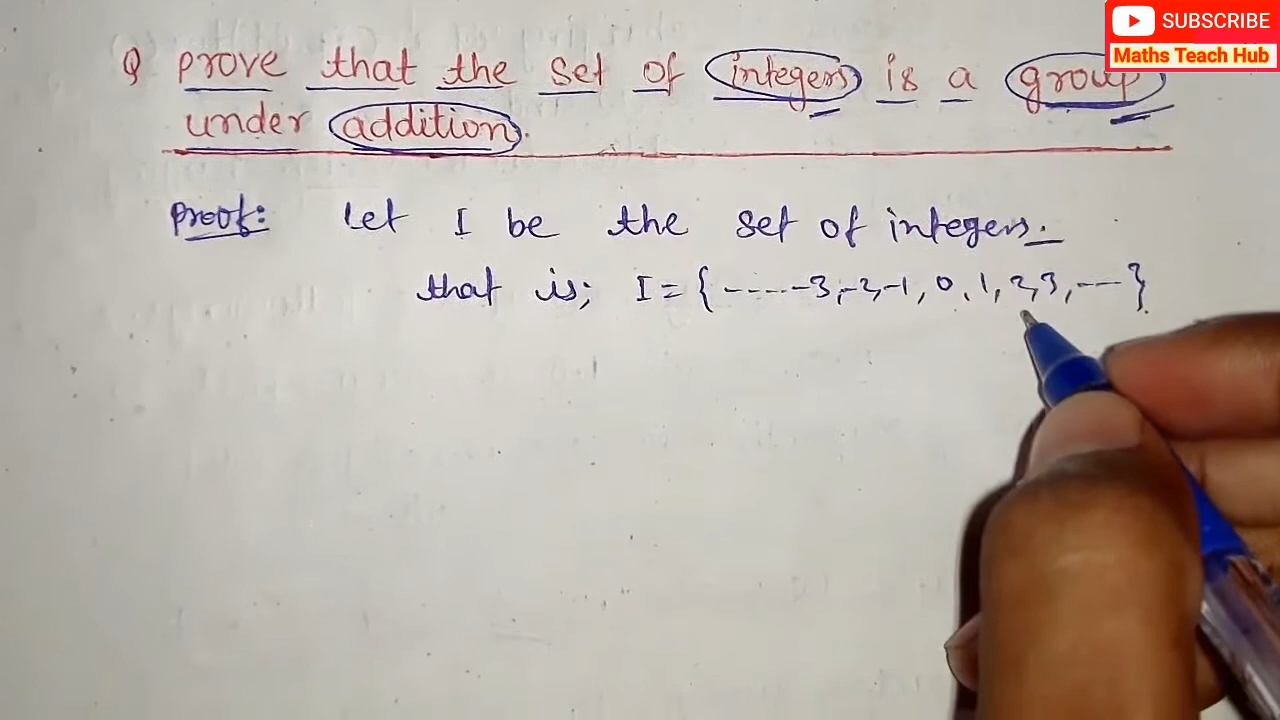 SUBSCRIBE
Maths Teach Hub
Q prove that the set of integers is a group
under addition.
Proof: Let I be the set of integers.
that is; I = { ------3,-2,-1, 0, 1, 2, 3, --- }